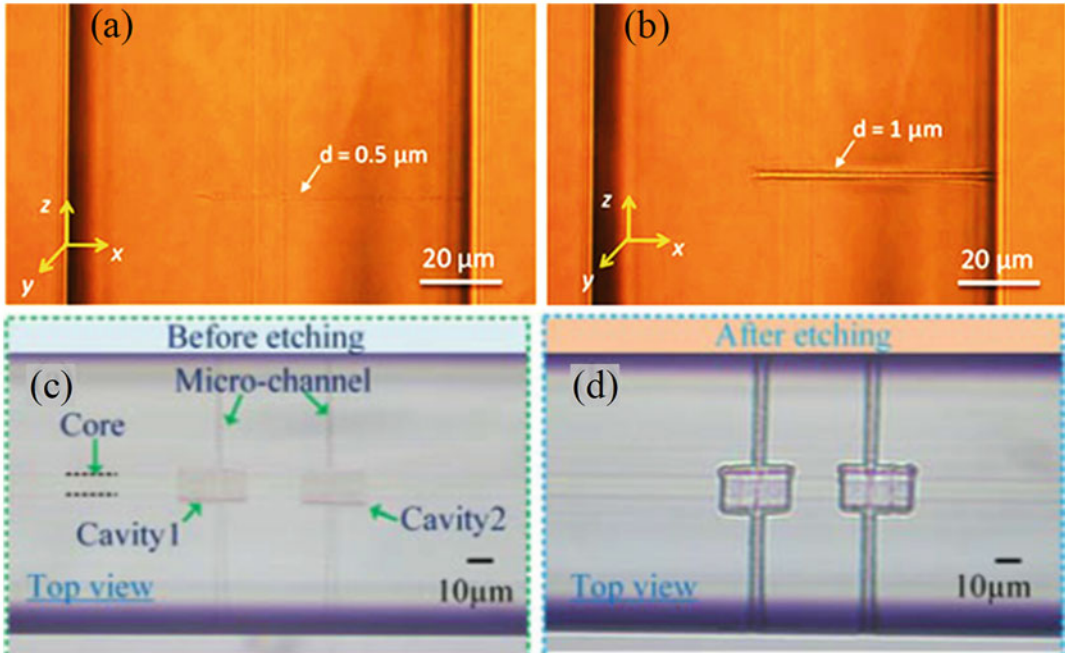 (a)
d = 0.5 μm
z
x
y
20 μm
(b)
d = 1 μm
z
x
y
20 μm
Before etching
(c)
Micro-channel
Core
Cavity1
Cavity2
Top view
10μm
After etching
(d)
Top view
10μm